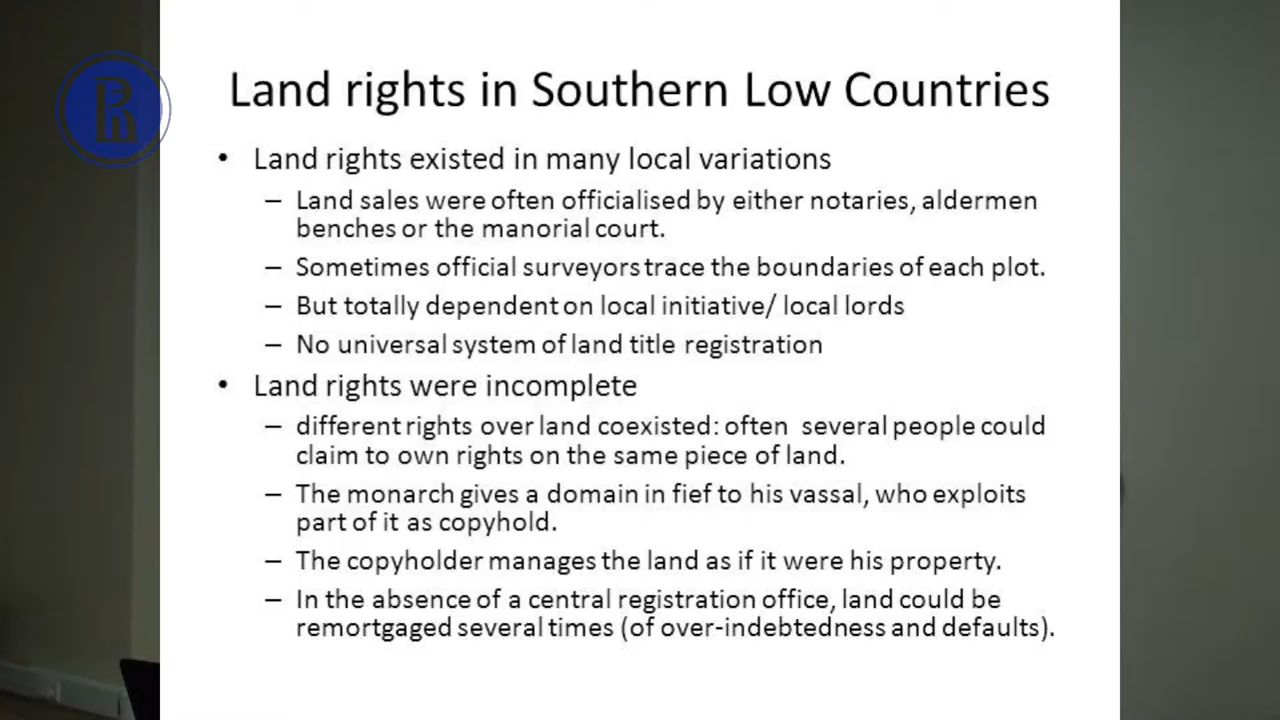 Land rights in Southern Low Countries
• Land rights existed in many local variations
– Land sales were often officialised by either notaries, aldermen
benches or the manorial court.
– Sometimes official surveyors trace the boundaries of each plot.
– But totally dependent on local initiative/ local lords
– No universal system of land title registration
• Land rights were incomplete
– different rights over land coexisted: often several people could
claim to own rights on the same piece of land.
– The monarch gives a domain in fief to his vassal, who exploits
part of it as copyhold.
– The copyholder manages the land as if it were his property.
– In the absence of a central registration office, land could be
remortgaged several times (of over-indebtedness and defaults).